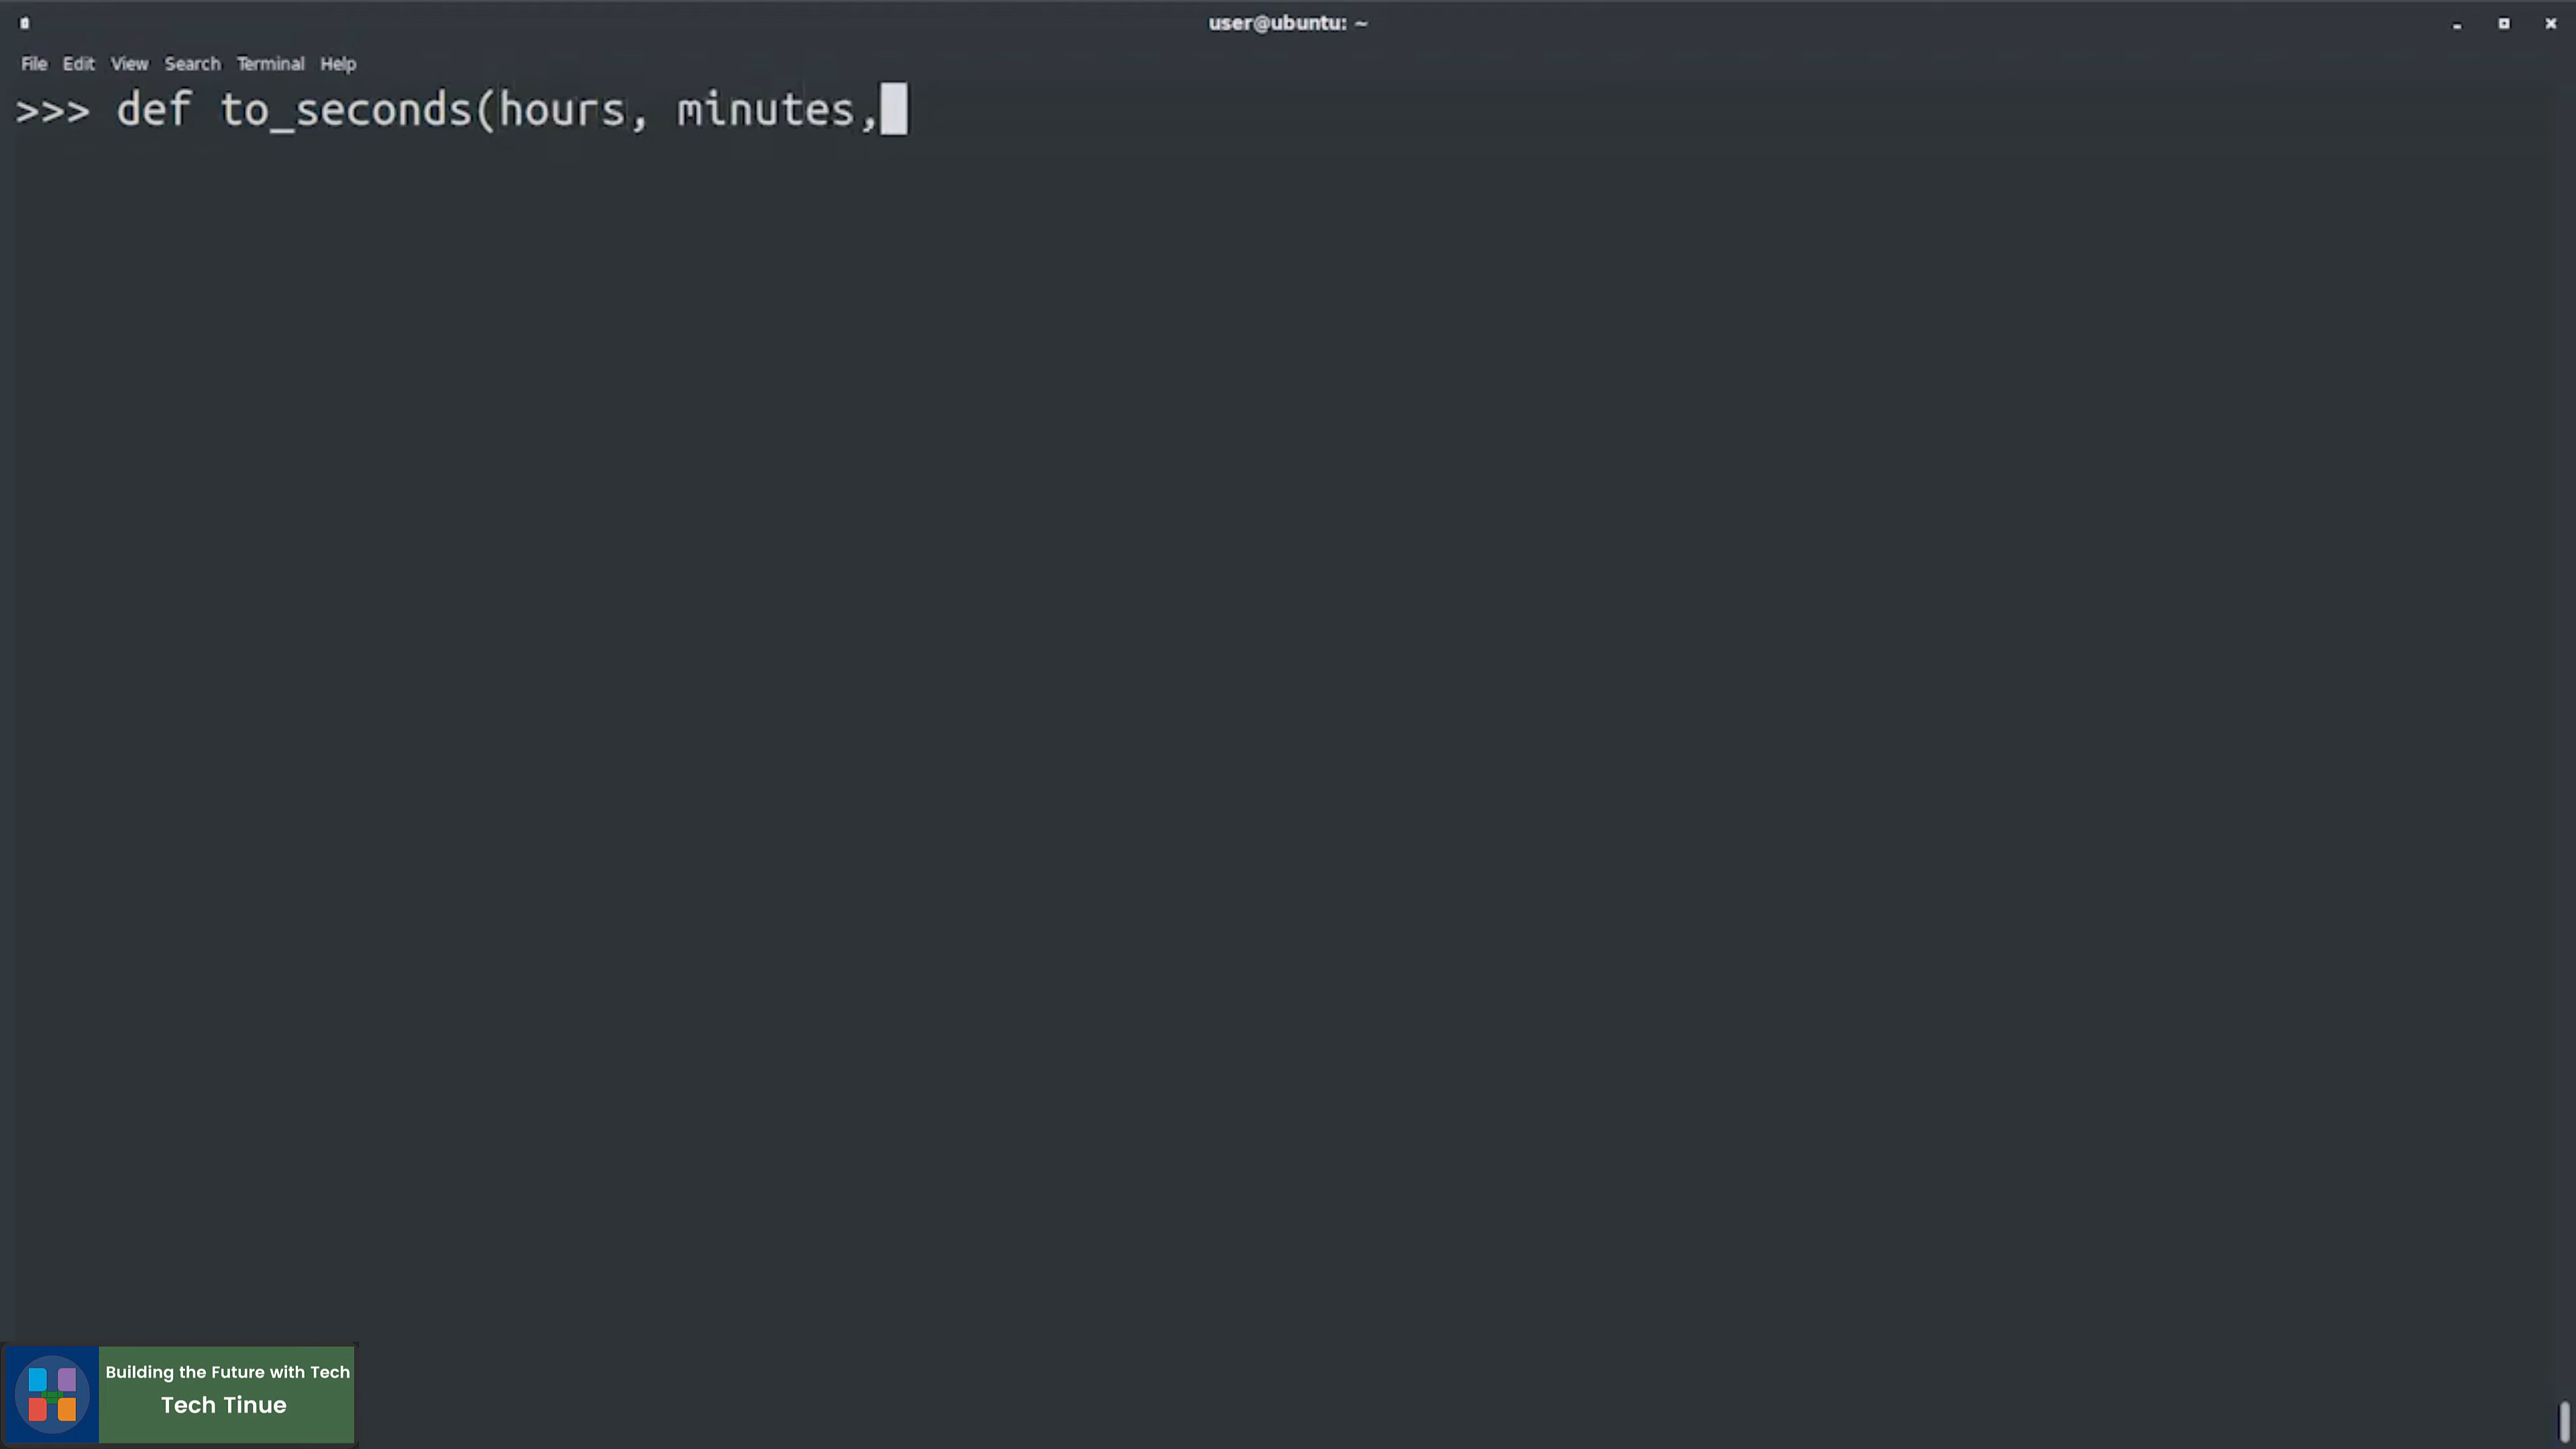 user@ubuntu: ~
File Edit View Search Terminal Help
>>> def to_seconds(hours, minutes,
Building the Future with Tech
Tech Tinue